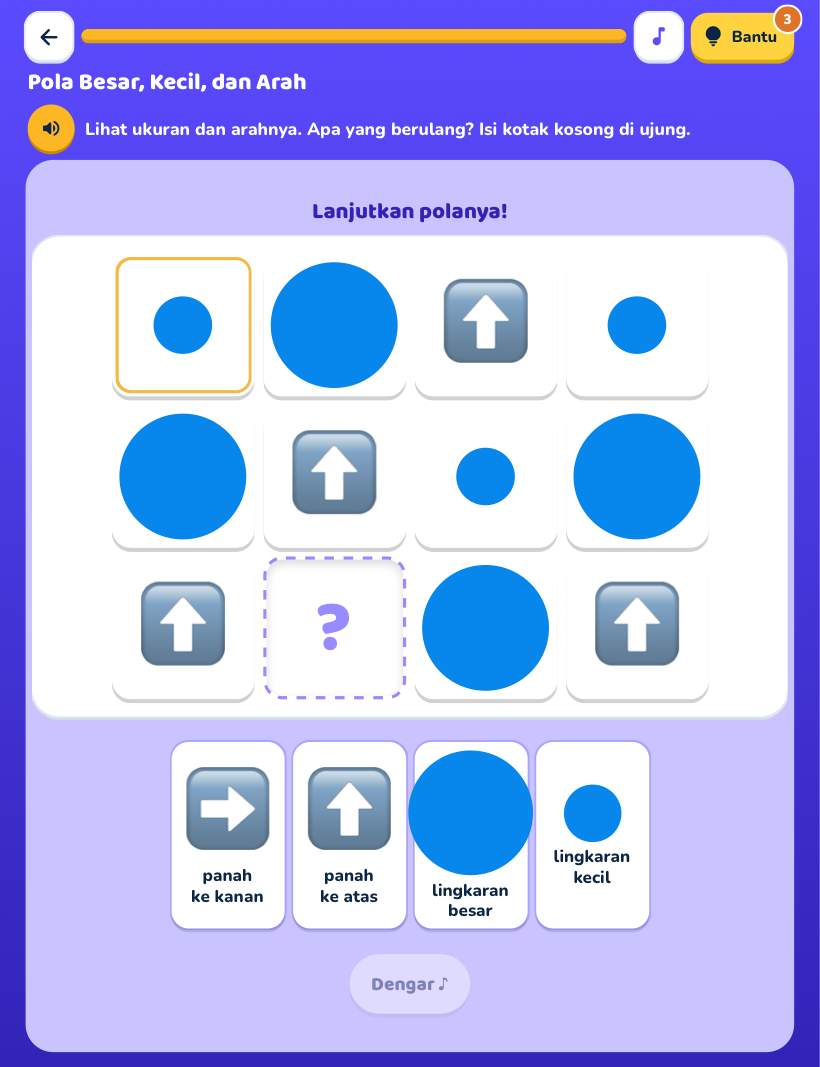 3
Bantu
Pola Besar, Kecil, dan Arah
Lihat ukuran dan arahnya. Apa yang berulang? Isi kotak kosong di ujung.
Lanjutkan polanya!
?
panah
ke kanan
panah
ke atas
lingkaran
besar
lingkaran
kecil
Dengar ♪